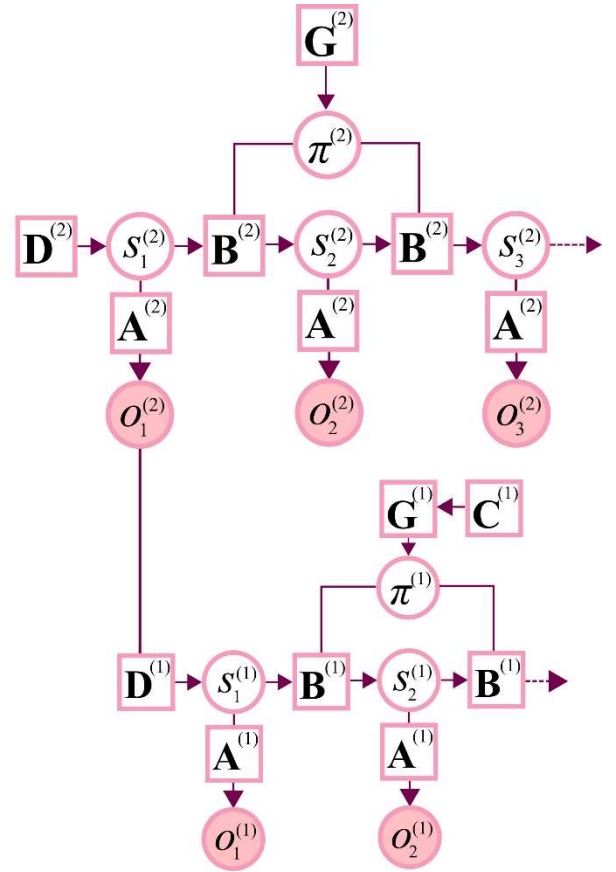 G(2)
π(2)
D(2) S1(2) B(2) S2(2) B(2) S3(2)
A(2) A(2) A(2)
O1(2) O2(2) O3(2)
G(1) C(1)
π(1)
D(1) S1(1) B(1) S2(1) B(1)
A(1) A(1)
O1(1) O2(1)